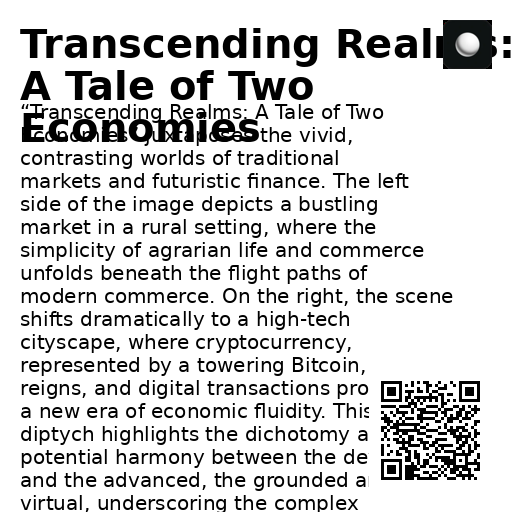 Transcending Realms:
A Tale of Two
Economies
“Transcending Realms: A Tale of Two
Economies” juxtaposes the vivid,
contrasting worlds of traditional
markets and futuristic finance. The left
side of the image depicts a bustling
market in a rural setting, where the
simplicity of agrarian life and commerce
unfolds beneath the flight paths of
modern commerce. On the right, the scene
shifts dramatically to a high-tech
cityscape, where cryptocurrency,
represented by a towering Bitcoin,
reigns, and digital transactions pro
a new era of economic fluidity. This
diptych highlights the dichotomy a
potential harmony between the de
and the advanced, the grounded a
virtual, underscoring the complex